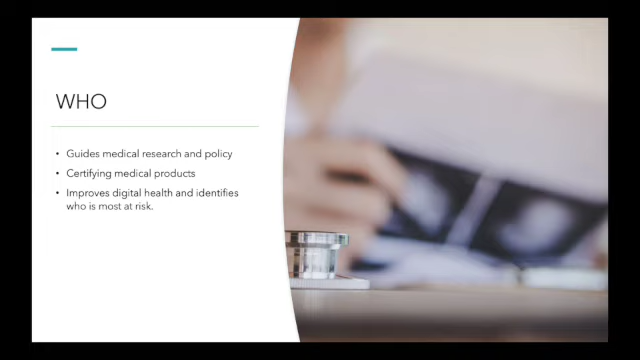 WHO
• Guides medical research and policy
• Certifying medical products
• Improves digital health and identifies
who is most at risk.